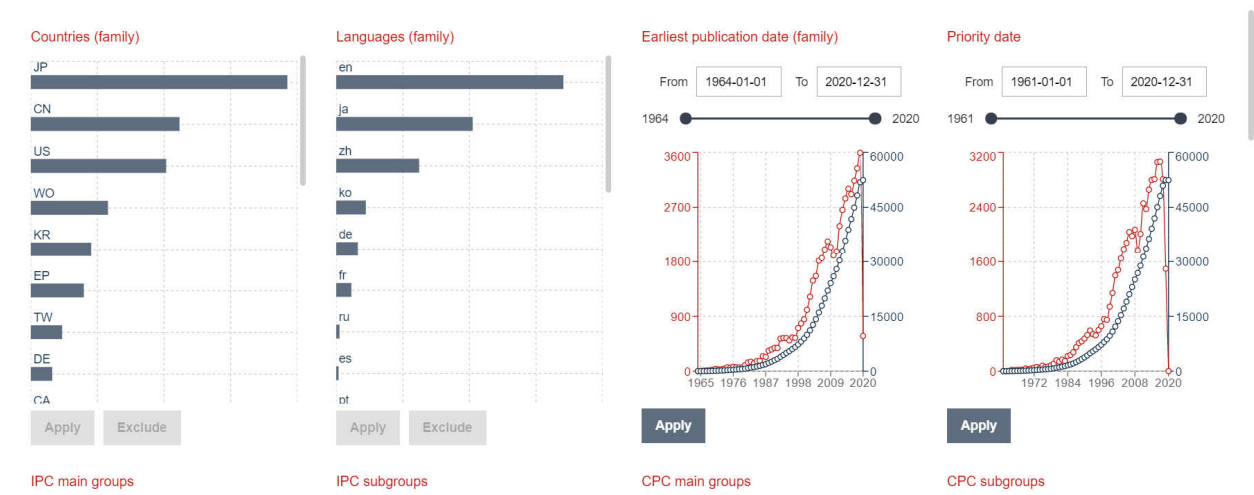 Countries (family)
JP
CN
US
WO
KR
EP
TW
DE
CA
Apply Exclude
IPC main groups
Languages (family)
en
ja
zh
ko
de
fr
ru
es
pt
Apply Exclude
IPC subgroups
Earliest publication date (family)
From 1964-01-01 To 2020-12-31
1964 2020
3600 60000
2700 45000
1800 30000
900 15000
0 0
1965 1976 1987 1998 2009 2020
Apply
CPC main groups
Priority date
From 1961-01-01 To 2020-12-31
1961 2020
3200 60000
2400 45000
1600 30000
800 15000
0 0
1972 1984 1996 2008 2020
Apply
CPC subgroups